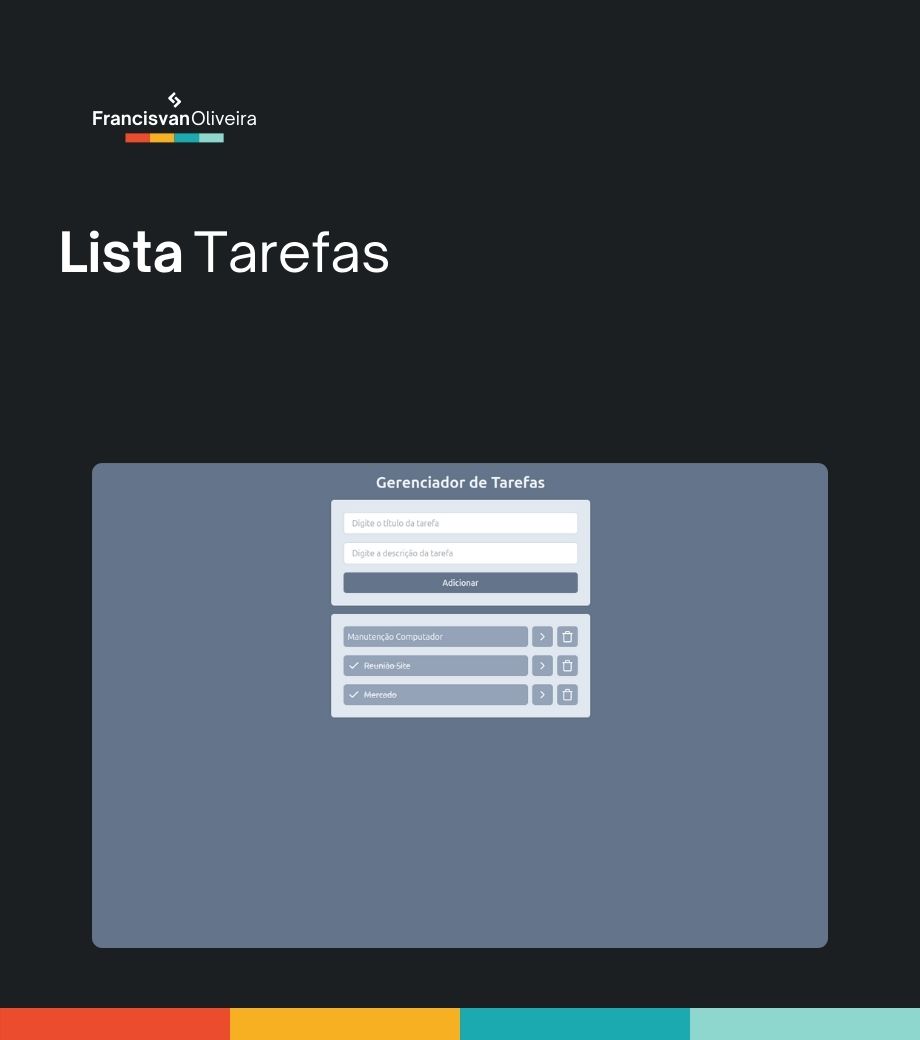 FrancisvanOliveira
Lista Tarefas
Gerenciador de Tarefas
Digite o título da tarefa
Digite a descrição da tarefa
Adicionar
Manutenção Computador
Reunião Site
Mercado